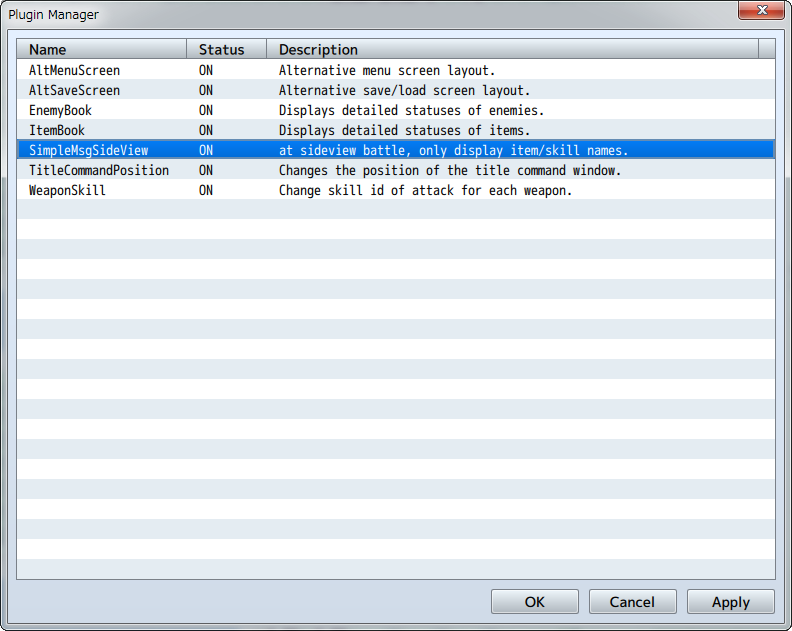 Plugin Manager
Name Status Description
AltMenuScreen ON Alternative menu screen layout.
AltSaveScreen ON Alternative save/load screen layout.
EnemyBook ON Displays detailed statuses of enemies.
ItemBook ON Displays detailed statuses of items.
SimpleMsgSideView ON at sideview battle, only display item/skill names.
TitleCommandPosition ON Changes the position of the title command window.
WeaponSkill ON Change skill id of attack for each weapon.
OK Cancel Apply